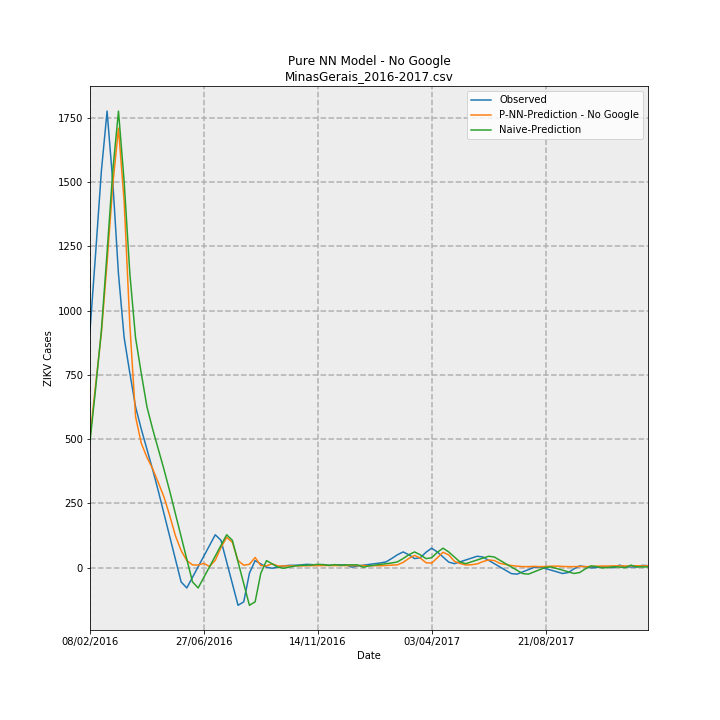 Pure NN Model - No Google
MinasGerais_2016-2017.csv
Observed
P-NN-Prediction - No Google
Naive-Prediction
1750
1500
1250
1000
750
500
250
0
ZIKV Cases
08/02/2016
27/06/2016
14/11/2016
03/04/2017
21/08/2017
Date